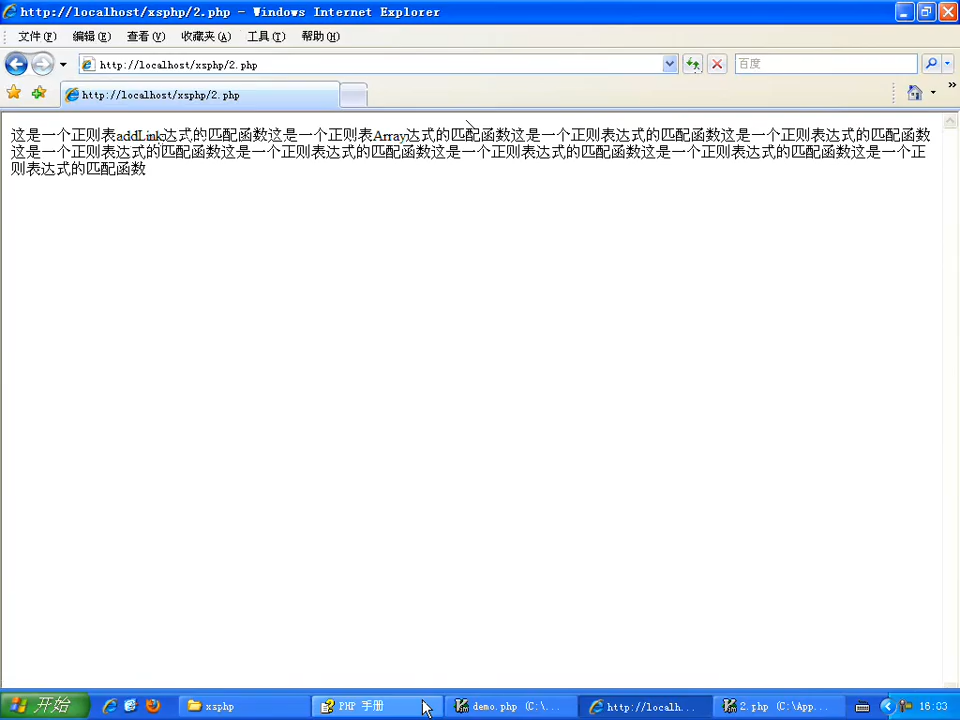 http://localhost/xsphp/2.php - Windows Internet Explorer
文件(F) 编辑(E) 查看(V) 收藏夹(A) 工具(T) 帮助(H)
http://localhost/xsphp/2.php 百度
http://localhost/xsphp/2.php
这是一个正则表addLink达式的匹配函数这是一个正则表Array达式的匹配函数这是一个正则表达式的匹配函数这是一个正则表达式的匹配函数
这是一个正则表达式的匹配函数这是一个正则表达式的匹配函数这是一个正则表达式的匹配函数这是一个正则表达式的匹配函数这是一个正
则表达式的匹配函数
开始 xsphp PHP 手册 demo.php (C:\... http://localh... 2.php (C:\App... 16:03